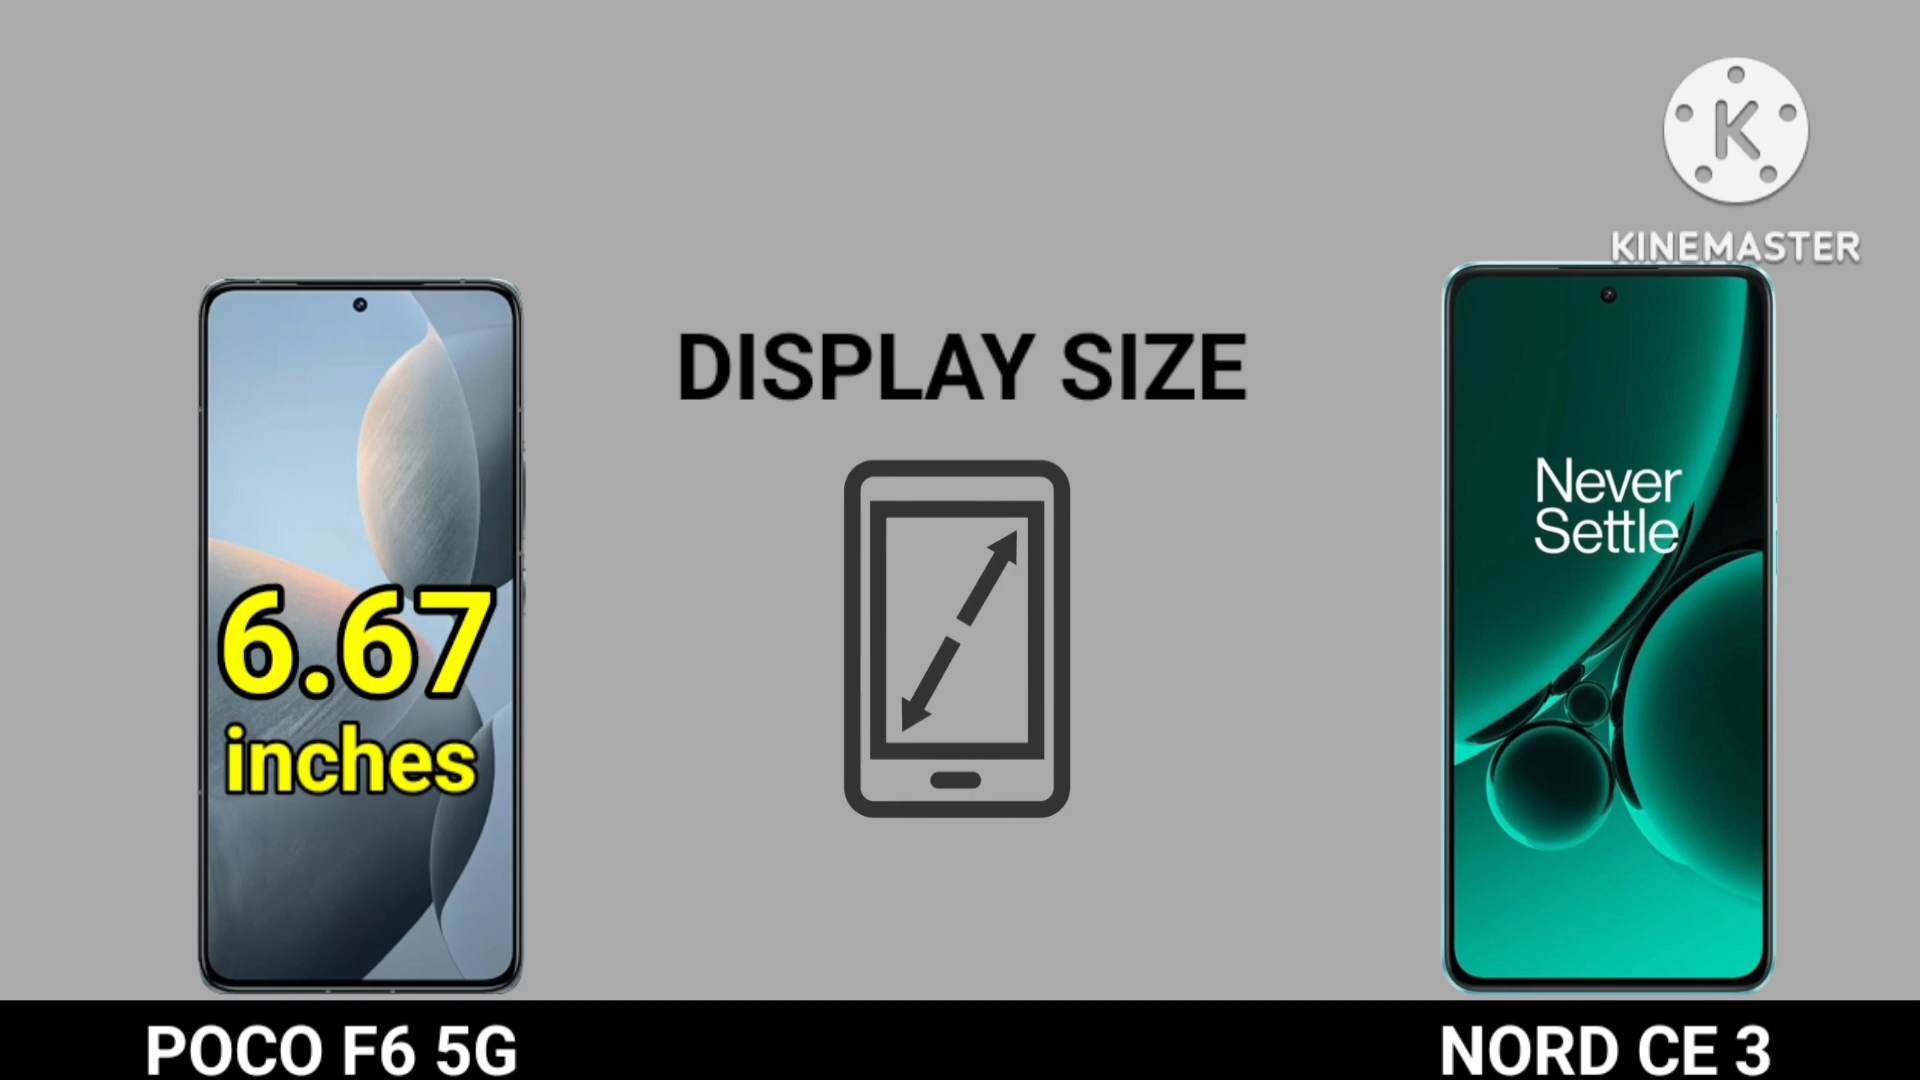 K
KINEMASTER
DISPLAY SIZE
Never
Settle
6.67
inches
POCO F6 5G
NORD CE 3